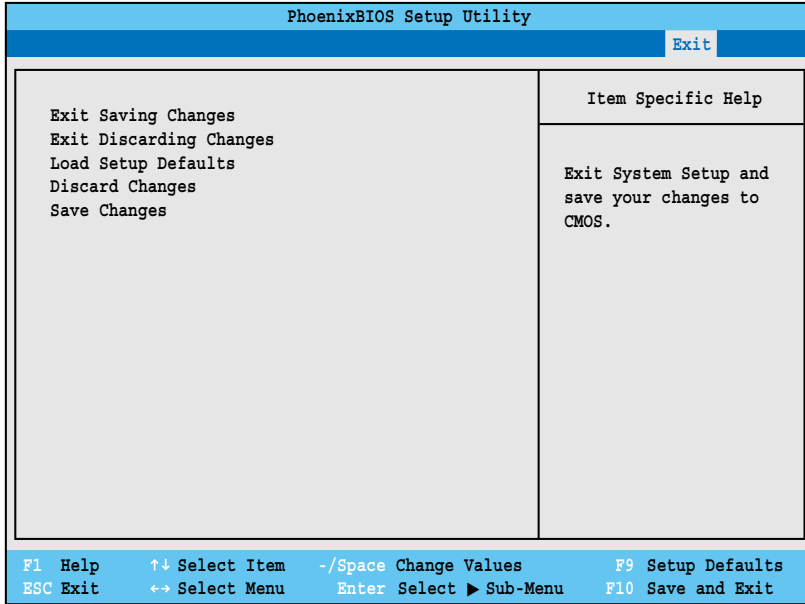 PhoenixBIOS Setup Utility
Exit
Exit Saving Changes
Exit Discarding Changes
Load Setup Defaults
Discard Changes
Save Changes
Item Specific Help
Exit System Setup and
save your changes to
CMOS.
F1 Help ↑↓ Select Item -/Space Change Values F9 Setup Defaults
ESC Exit ←→ Select Menu Enter Select ▶ Sub-Menu F10 Save and Exit